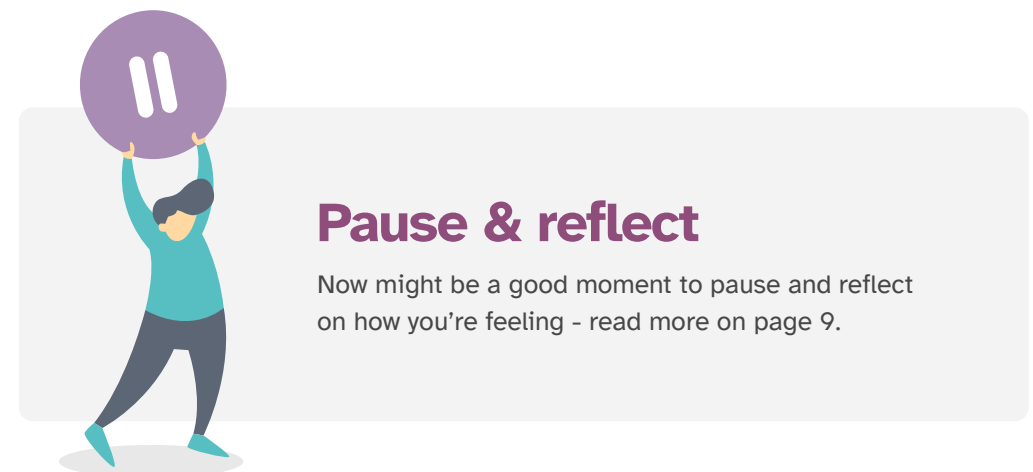 Pause & reflect
Now might be a good moment to pause and reflect
on how you’re feeling - read more on page 9.